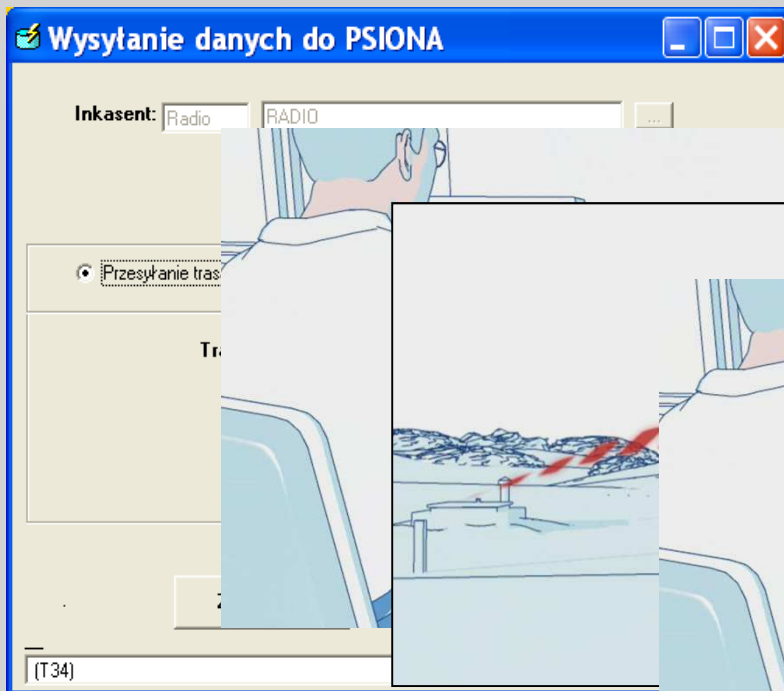 Wysyłanie danych do PSIONA
Inkasent: Radio RADIO ...
Przesyłanie tras
(T34)